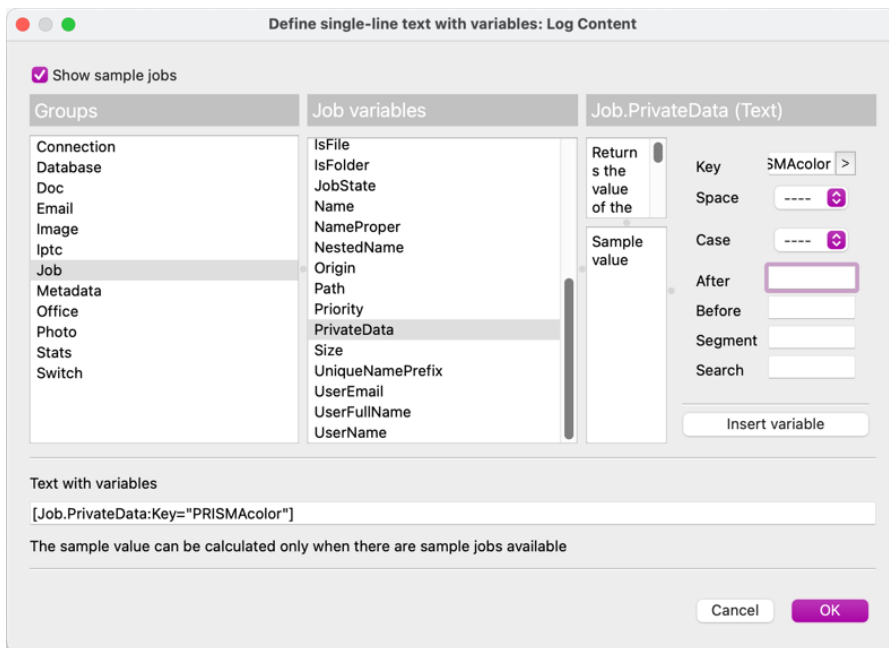 Define single-line text with variables: Log Content
Show sample jobs
Groups
Connection
Database
Doc
Email
Image
Iptc
Job
Metadata
Office
Photo
Stats
Switch
Job variables
IsFile
IsFolder
JobState
Name
NameProper
NestedName
Origin
Path
Priority
PrivateData
Size
UniqueNamePrefix
UserEmail
UserFullName
UserName
Job.PrivateData (Text)
Return
s the
value
of the
Sample
value
Key SMAcolor >
Space ----
Case ----
After
Before
Segment
Search
Insert variable
Text with variables
[Job.PrivateData:Key="PRISMAcolor"]
The sample value can be calculated only when there are sample jobs available
Cancel OK